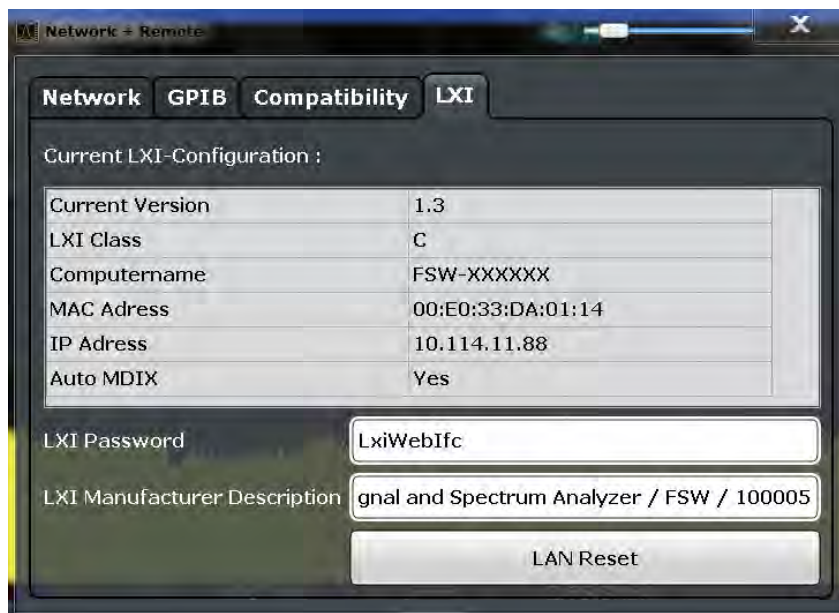 Network + Remote
X
Network GPIB Compatibility LXI
Current LXI-Configuration :
Current Version 1.3
LXI Class C
Computername FSW-XXXXXX
MAC Adress 00:E0:33:DA:01:14
IP Adress 10.114.11.88
Auto MDIX Yes
LXI Password LxiWebIfc
LXI Manufacturer Description gnal and Spectrum Analyzer / FSW / 100005
LAN Reset